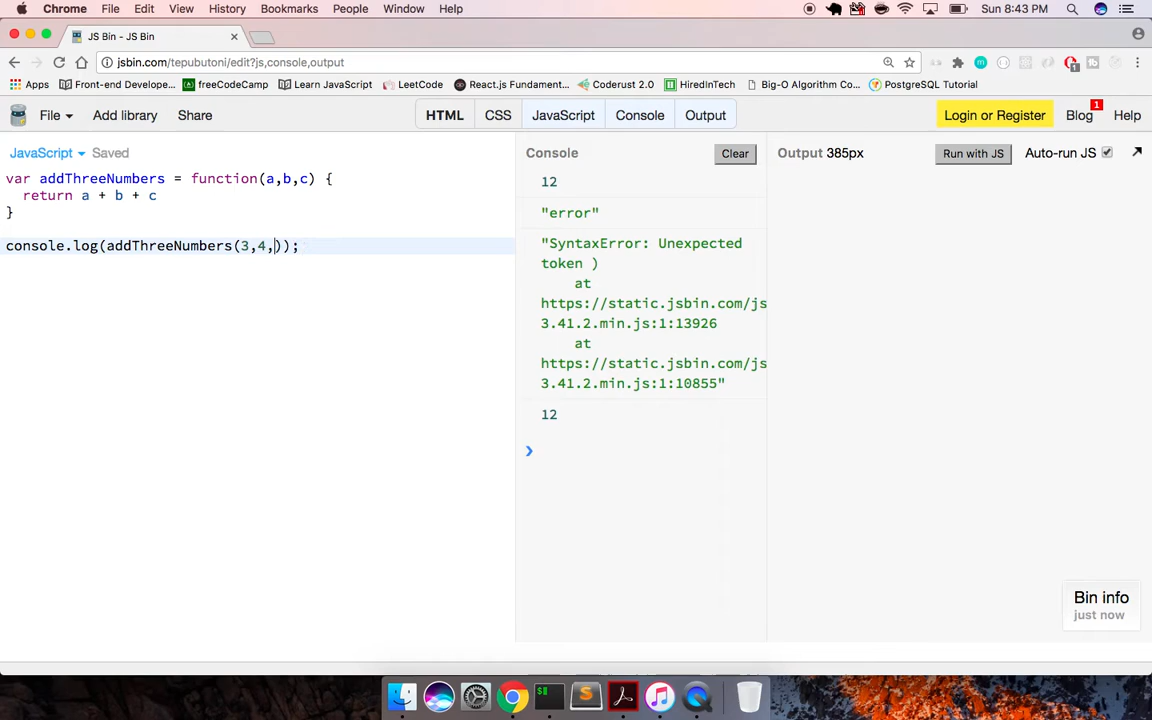 Chrome File Edit View History Bookmarks People Window Help Sun 8:43 PM
JS Bin - JS Bin
jsbin.com/tepubutoni/edit?js,console,output
Apps Front-end Develope... freeCodeCamp Learn JavaScript LeetCode React.js Fundament... Coderust 2.0 HiredInTech Big-O Algorithm Co... PostgreSQL Tutorial
File Add library Share HTML CSS JavaScript Console Output Login or Register Blog 1 Help
JavaScript Saved Console Clear Output 385px Run with JS Auto-run JS
var addThreeNumbers = function(a,b,c) {
return a + b + c
}
console.log(addThreeNumbers(3,4,));
12
"error"
"SyntaxError: Unexpected
token )
at
https://static.jsbin.com/js
3.41.2.min.js:1:13926
at
https://static.jsbin.com/js
3.41.2.min.js:1:10855"
12
Bin info
just now